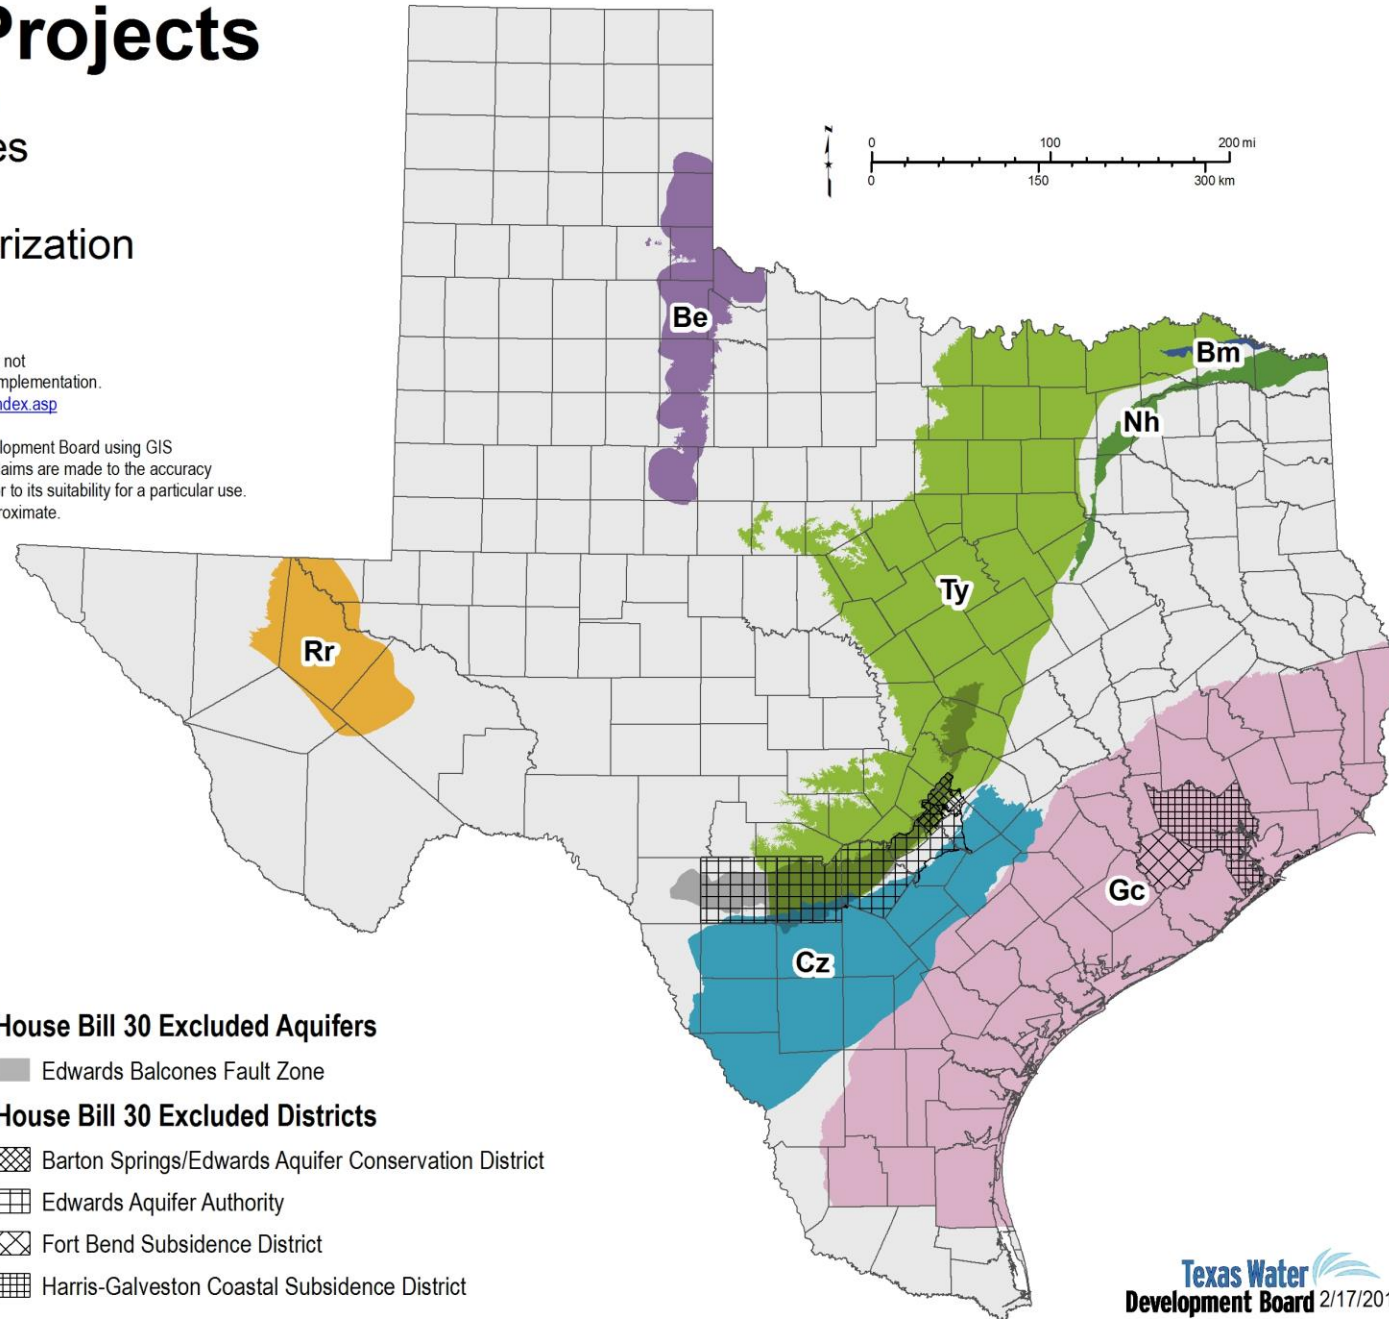 Projects
es
rization
not
mplementation.
ndex.asp
lopment Board using GIS
aims are made to the accuracy
or to its suitability for a particular use.
roximate.
N
0 100 200 mi
0 150 300 km
Be
Bm
Nh
Ty
Rr
Gc
Cz
House Bill 30 Excluded Aquifers
Edwards Balcones Fault Zone
House Bill 30 Excluded Districts
Barton Springs/Edwards Aquifer Conservation District
Edwards Aquifer Authority
Fort Bend Subsidence District
Harris-Galveston Coastal Subsidence District
Texas Water
Development Board 2/17/201